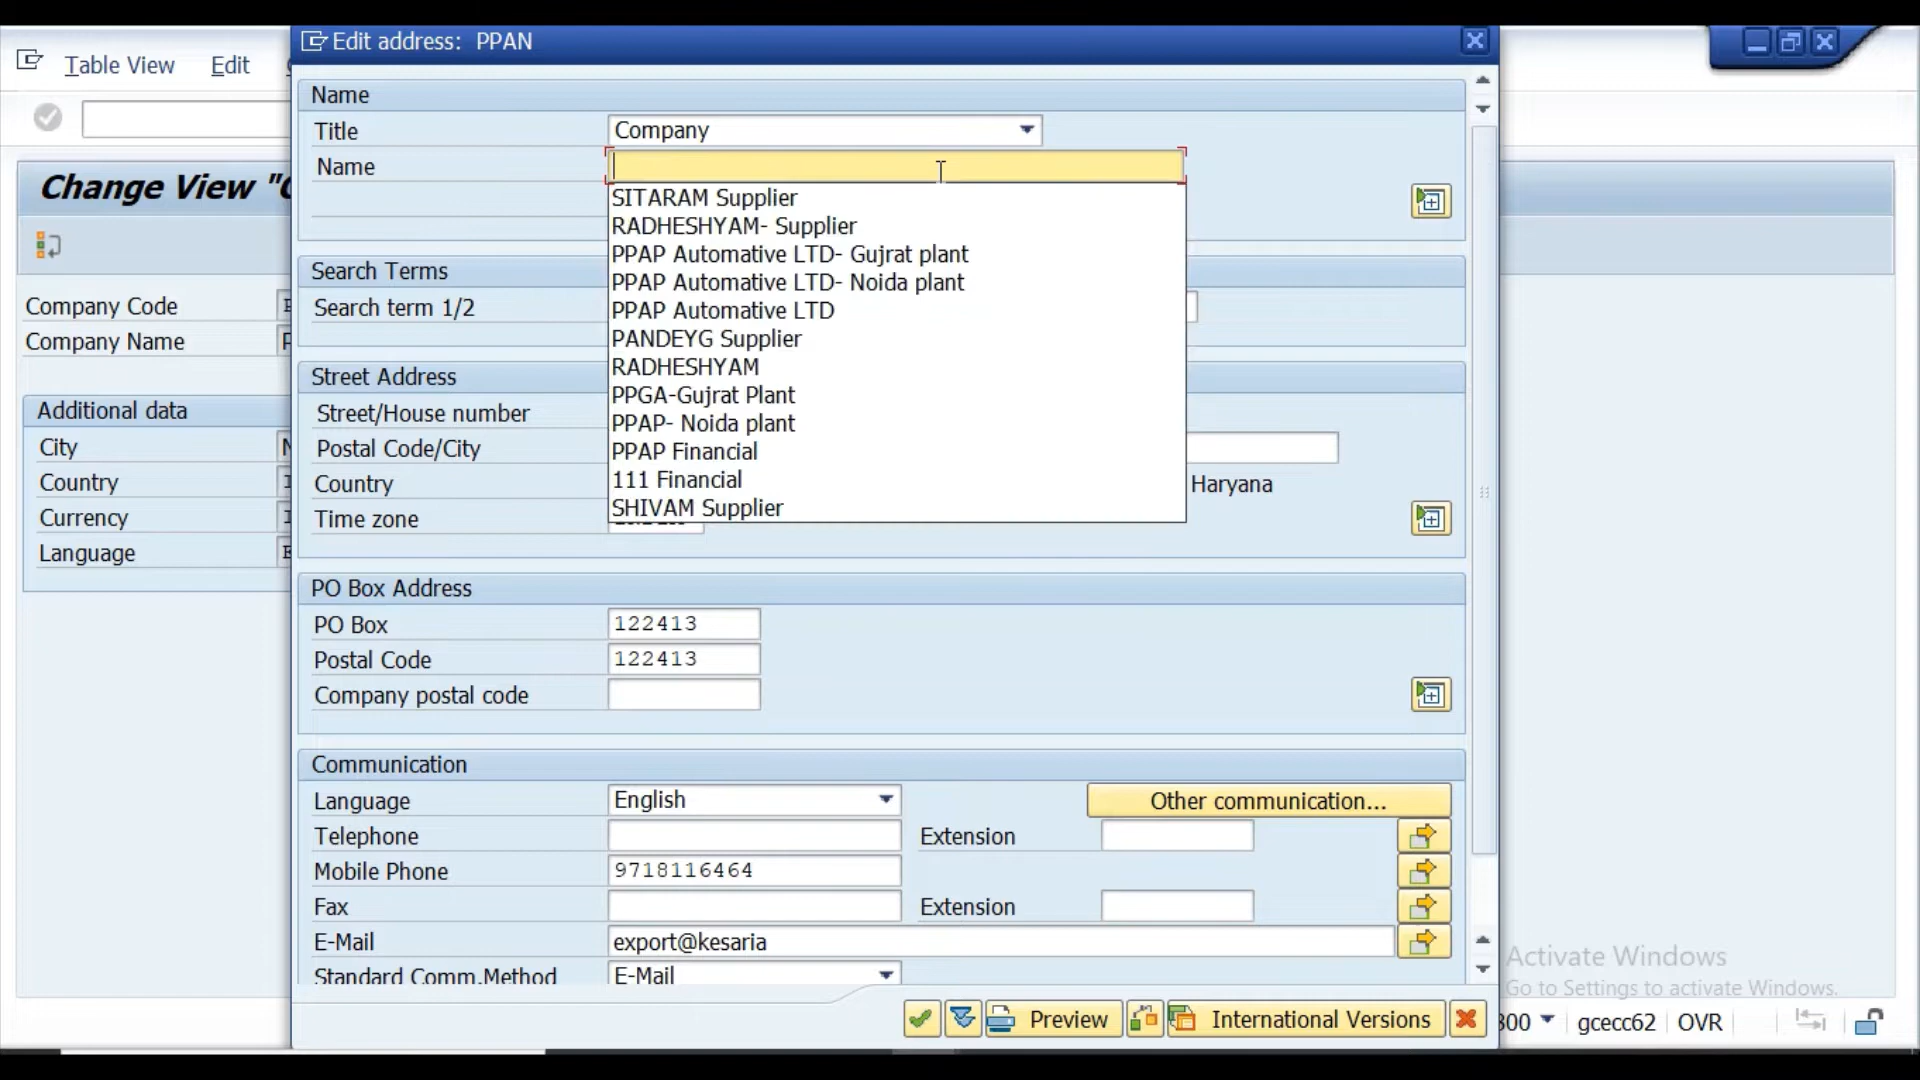 Edit address: PPAN
Table View Edit
Name
Title Company
Name
Change View "C
SITARAM Supplier
RADHESHYAM- Supplier
PPAP Automative LTD- Gujrat plant
PPAP Automative LTD- Noida plant
PPAP Automative LTD
PANDEYG Supplier
RADHESHYAM
PPGA-Gujrat Plant
PPAP- Noida plant
PPAP Financial
111 Financial
SHIVAM Supplier
Search Terms
Search term 1/2
Company Code
Company Name
Street Address
Street/House number
Postal Code/City
Country Haryana
Time zone
Additional data
City N
Country I
Currency I
Language E
PO Box Address
PO Box 122413
Postal Code 122413
Company postal code
Communication
Language English Other communication...
Telephone Extension
Mobile Phone 9718116464
Fax Extension
E-Mail export@kesaria
Standard Comm.Method E-Mail
Preview International Versions
Activate Windows
Go to Settings to activate Windows.
300 gcecc62 OVR